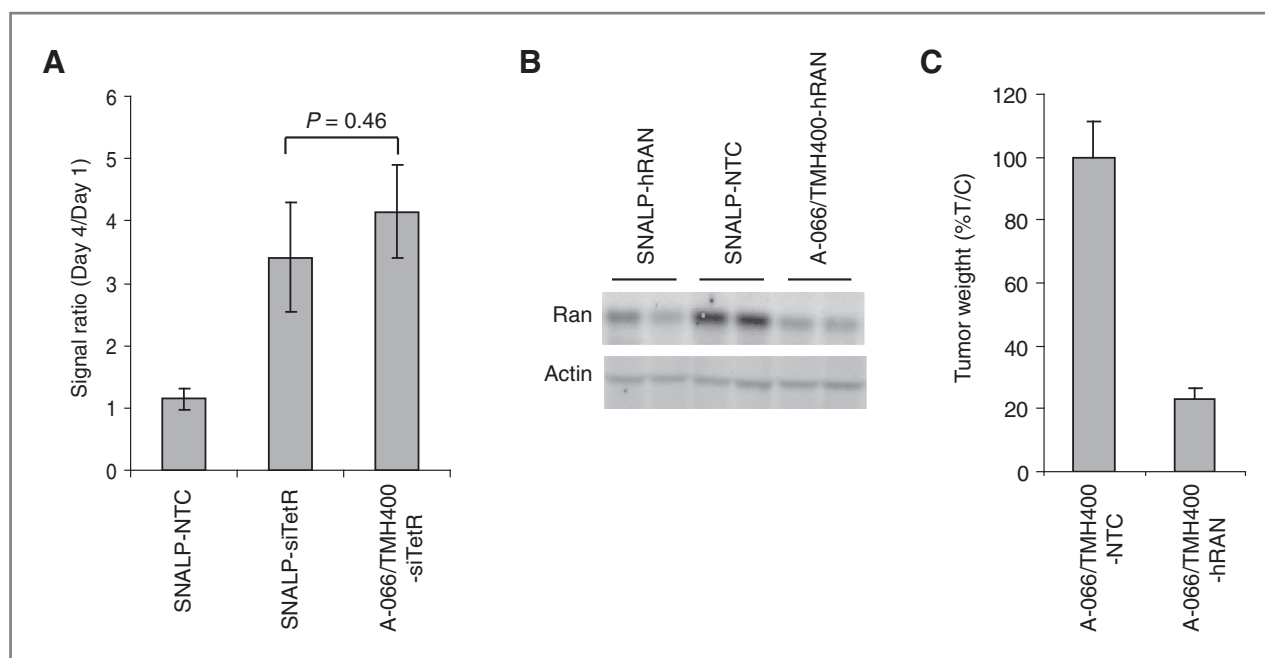 A
Signal ratio (Day 4/Day 1)
6
5
4
3
2
1
0
P = 0.46
SNALP-NTC
SNALP-siTetR
A-066/TMH400
-siTetR
B
SNALP-hRAN
SNALP-NTC
A-066/TMH400-hRAN
Ran
Actin
C
Tumor weigtht (%T/C)
120
100
80
60
40
20
0
A-066/TMH400
-NTC
A-066/TMH400
-hRAN